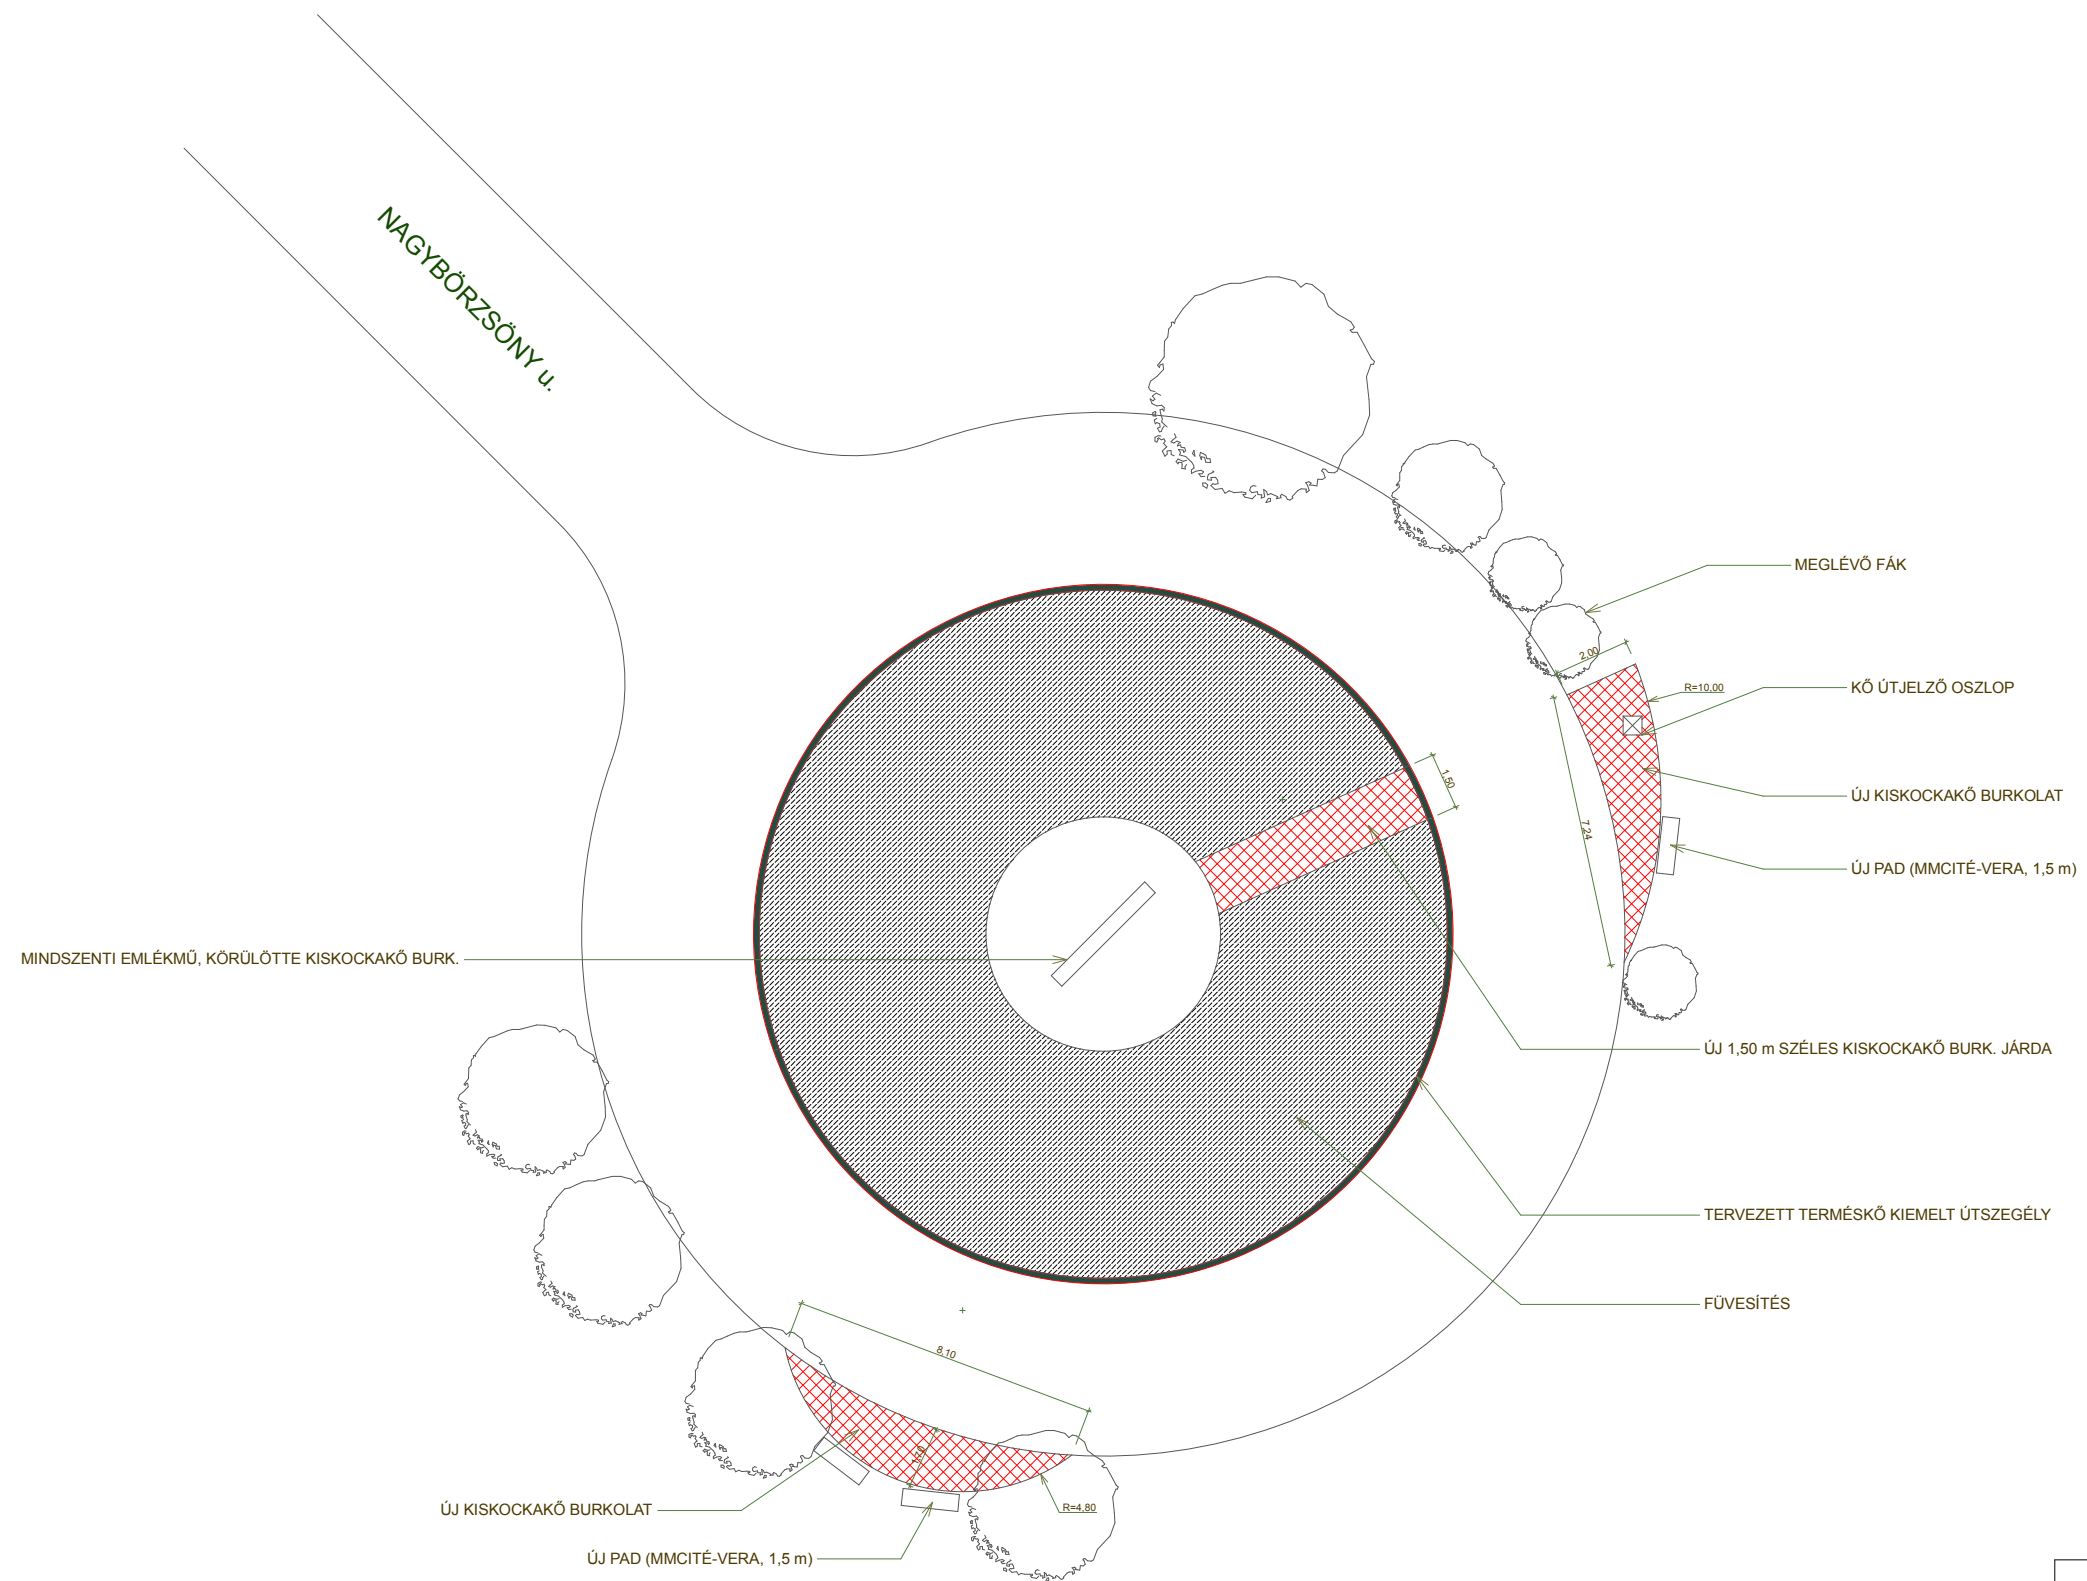 NAGYBÖRZSÖNY u.
MEGLÉVŐ FÁK
2,00
R=10,00
KŐ ÚTJELZŐ OSZLOP
1,50
ÚJ KISKOCKAKŐ BURKOLAT
7,24
ÚJ PAD (MMCITÉ-VERA, 1,5 m)
MINDSZENTI EMLÉKMŰ, KÖRÜLÖTTE KISKOCKAKŐ BURK.
ÚJ 1,50 m SZÉLES KISKOCKAKŐ BURK. JÁRDA
TERVEZETT TERMÉSKŐ KIEMELT ÚTSZEGÉLY
FÜVESÍTÉS
8,10
1,70
R=4,80
ÚJ KISKOCKAKŐ BURKOLAT
ÚJ PAD (MMCITÉ-VERA, 1,5 m)